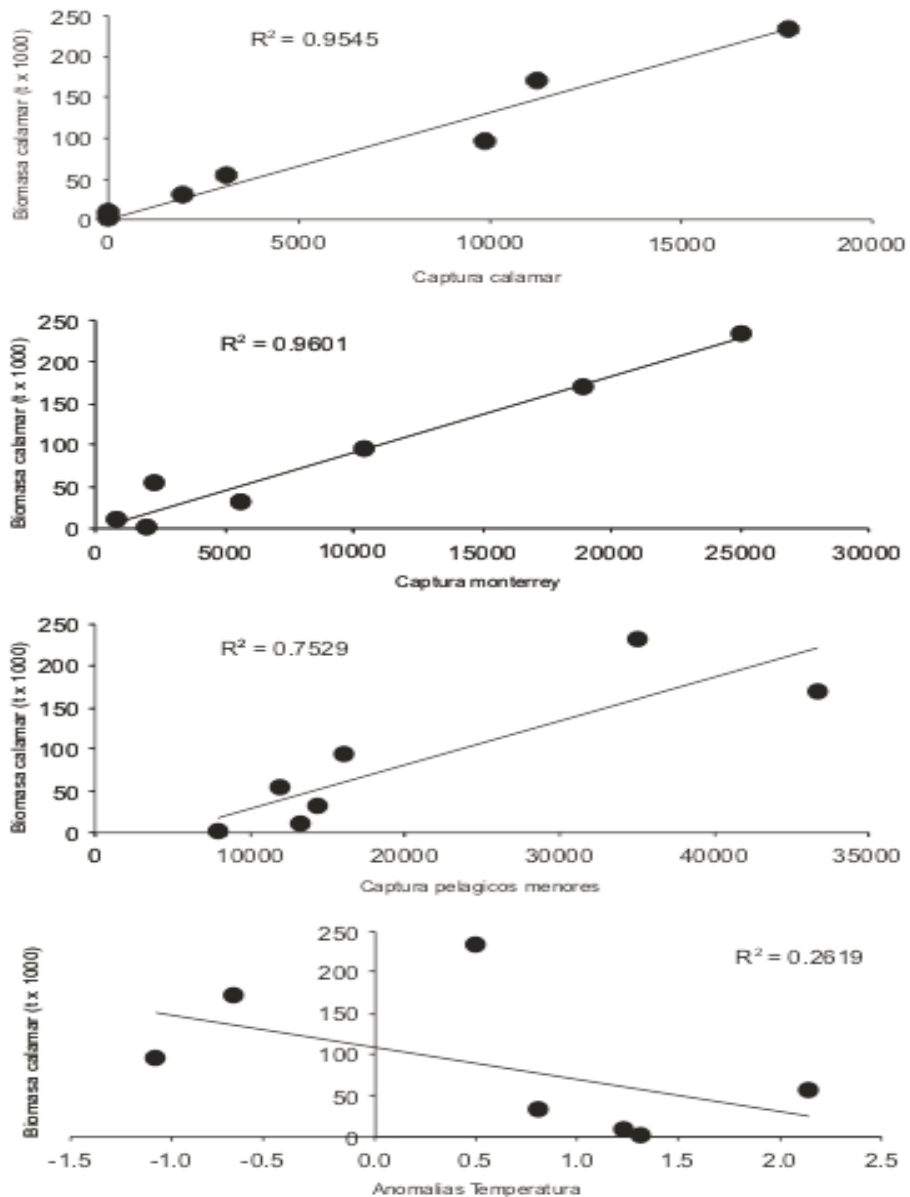 250
R² = 0.9545
200
150
100
50
0
0 5000 10000 15000 20000
Captura calamar
Biomasa calamar (t x 1000)
250
R² = 0.9601
200
150
100
50
0
0 5000 10000 15000 20000 25000 30000
Captura monterrey
Biomasa calamar (t x 1000)
250
R² = 0.7529
200
150
100
50
0
0 10000 20000 30000 40000 35000
Captura pelagicos menores
Biomasa calamar (t x 1000)
250
R² = 0.2619
200
150
100
50
0
-1.5 -1.0 -0.5 0.0 0.5 1.0 1.5 2.0 2.5
Anomalias Temperatura
Biomasa calamar (t x 1000)